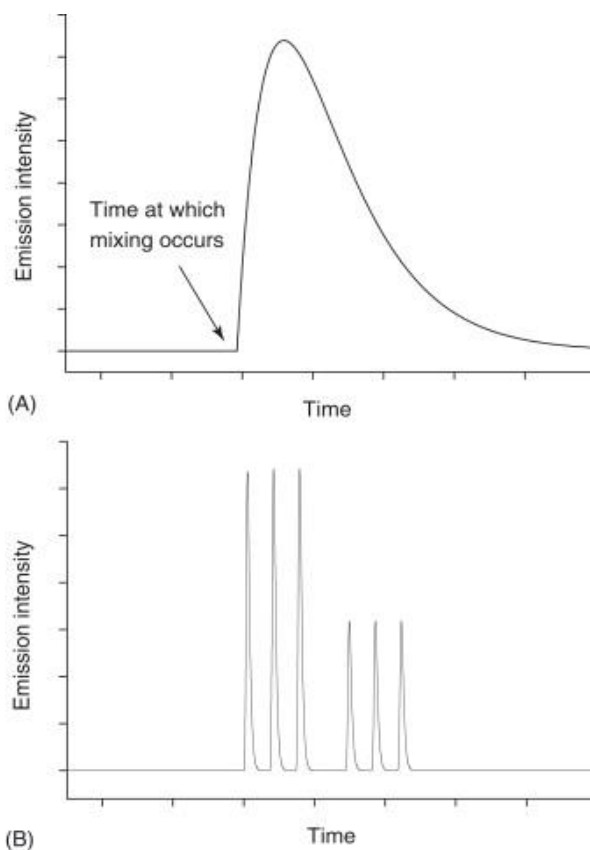 Emission intensity
Time at which
mixing occurs
(A)
Time
Emission intensity
(B)
Time